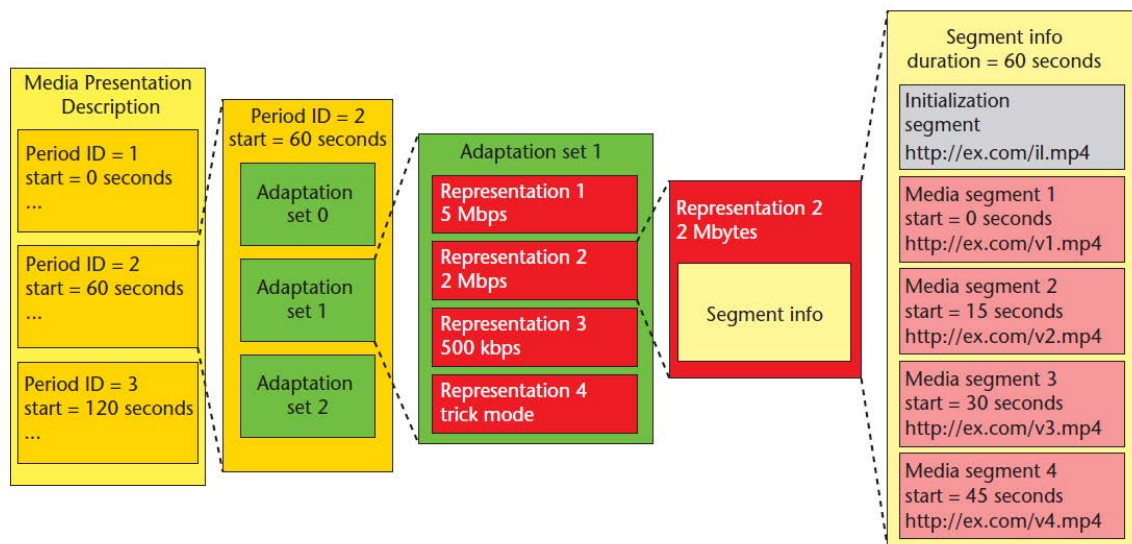 Media Presentation
Description
Period ID = 1
start = 0 seconds
...
Period ID = 2
start = 60 seconds
...
Period ID = 3
start = 120 seconds
...
Period ID = 2
start = 60 seconds
Adaptation
set 0
Adaptation
set 1
Adaptation
set 2
Adaptation set 1
Representation 1
5 Mbps
Representation 2
2 Mbps
Representation 3
500 kbps
Representation 4
trick mode
Representation 2
2 Mbytes
Segment info
Segment info
duration = 60 seconds
Initialization
segment
http://ex.com/il.mp4
Media segment 1
start = 0 seconds
http://ex.com/v1.mp4
Media segment 2
start = 15 seconds
http://ex.com/v2.mp4
Media segment 3
start = 30 seconds
http://ex.com/v3.mp4
Media segment 4
start = 45 seconds
http://ex.com/v4.mp4